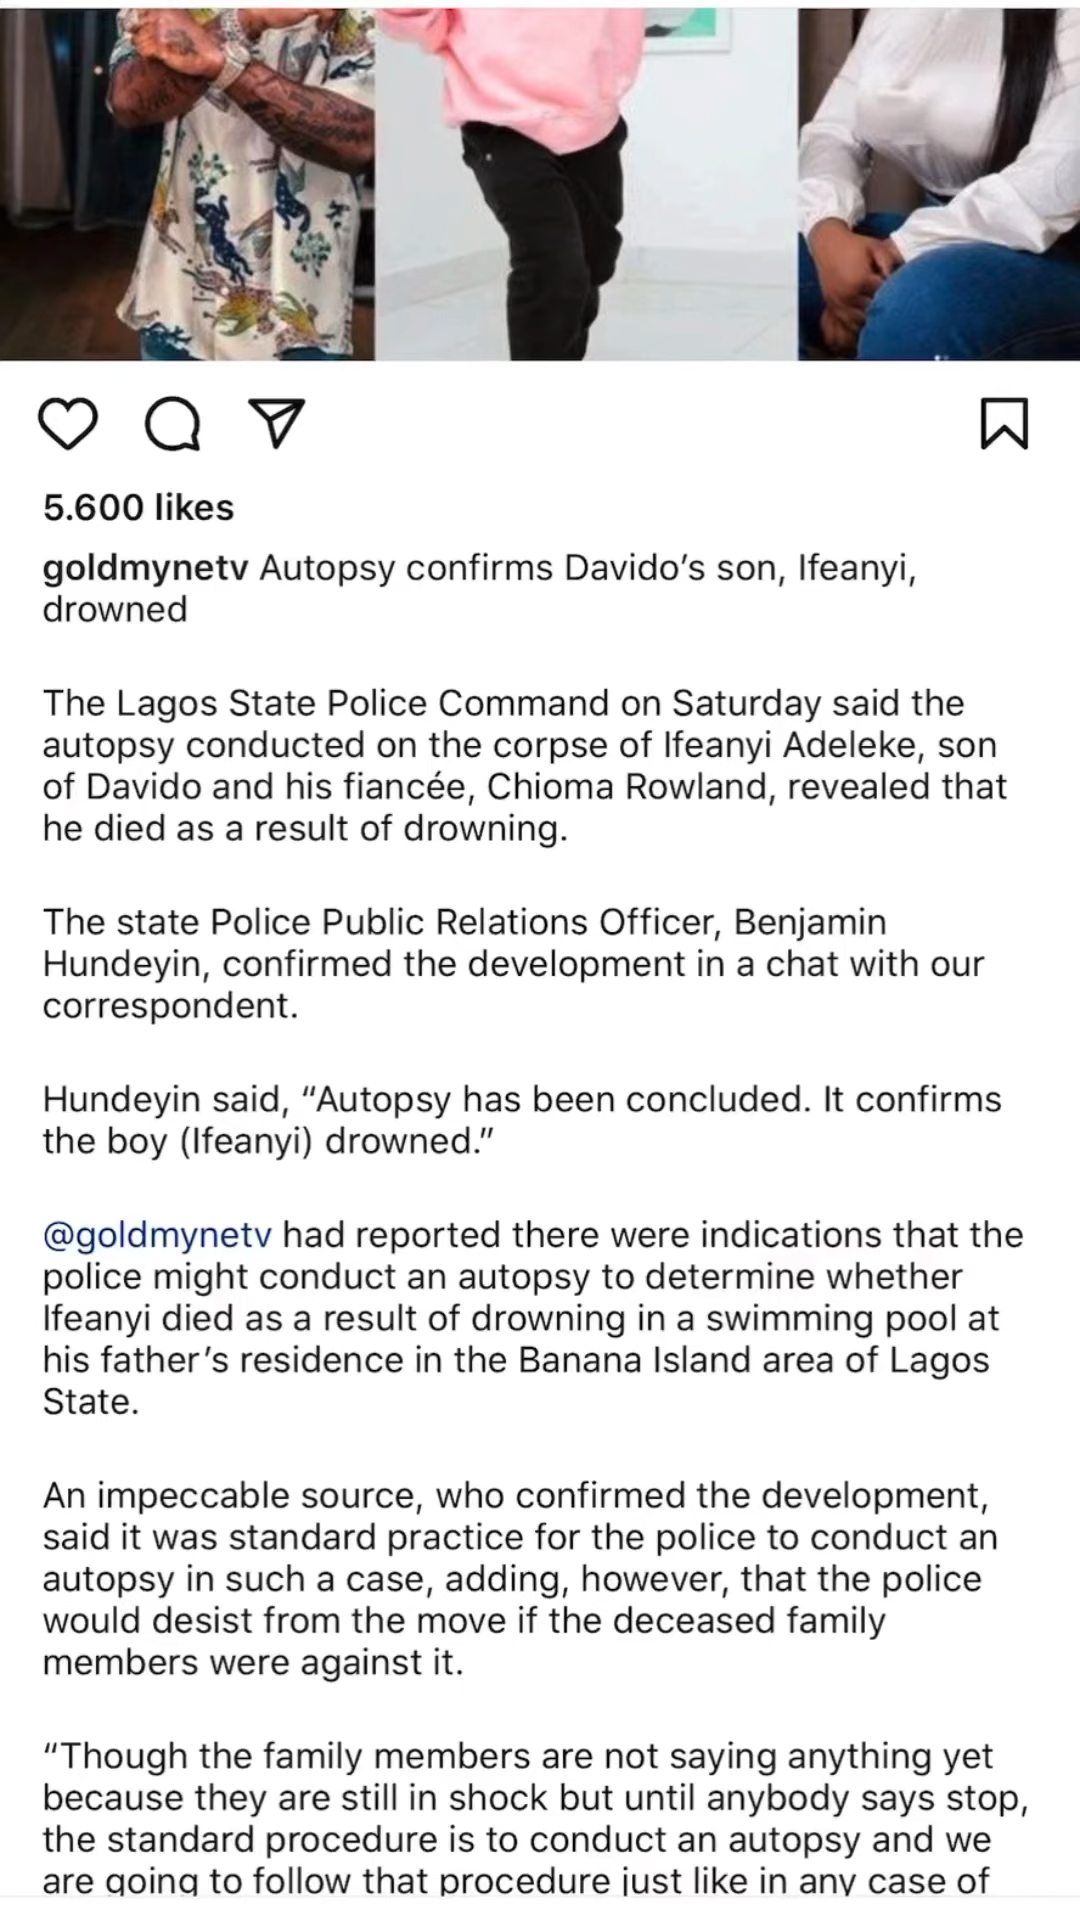 5.600 likes
goldmynetv Autopsy confirms Davido’s son, Ifeanyi,
drowned
The Lagos State Police Command on Saturday said the
autopsy conducted on the corpse of Ifeanyi Adeleke, son
of Davido and his fiancée, Chioma Rowland, revealed that
he died as a result of drowning.
The state Police Public Relations Officer, Benjamin
Hundeyin, confirmed the development in a chat with our
correspondent.
Hundeyin said, “Autopsy has been concluded. It confirms
the boy (Ifeanyi) drowned.”
@goldmynetv had reported there were indications that the
police might conduct an autopsy to determine whether
Ifeanyi died as a result of drowning in a swimming pool at
his father’s residence in the Banana Island area of Lagos
State.
An impeccable source, who confirmed the development,
said it was standard practice for the police to conduct an
autopsy in such a case, adding, however, that the police
would desist from the move if the deceased family
members were against it.
“Though the family members are not saying anything yet
because they are still in shock but until anybody says stop,
the standard procedure is to conduct an autopsy and we
are going to follow that procedure just like in any case of